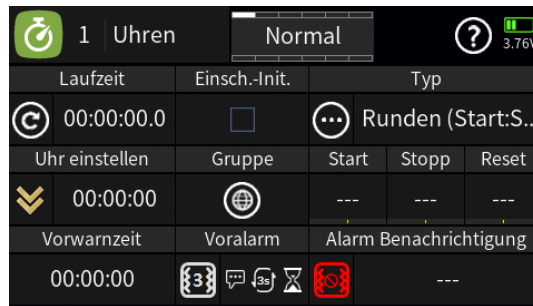 1 Uhren Normal ? 3.76V
Laufzeit Einsch.-Init. Typ
00:00:00.0 Runden (Start:S..
Uhr einstellen Gruppe Start Stopp Reset
00:00:00 --- --- ---
Vorwarnzeit Voralarm Alarm Benachrichtigung
00:00:00 3 3s ---